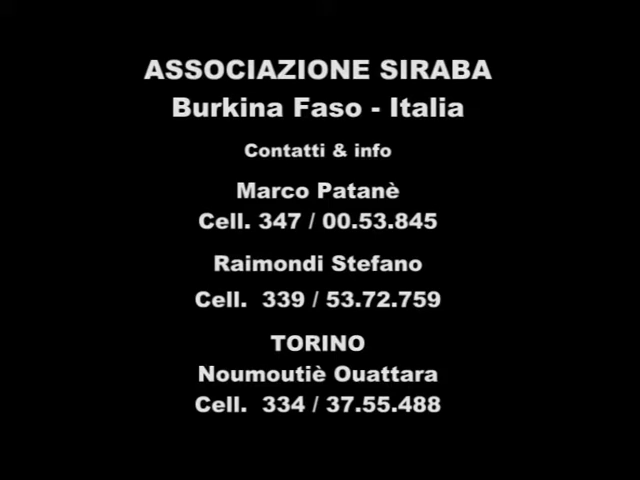 ASSOCIAZIONE SIRABA
Burkina Faso - Italia
Contatti & info
Marco Patanè
Cell. 347 / 00.53.845
Raimondi Stefano
Cell. 339 / 53.72.759
TORINO
Noumoutiè Ouattara
Cell. 334 / 37.55.488